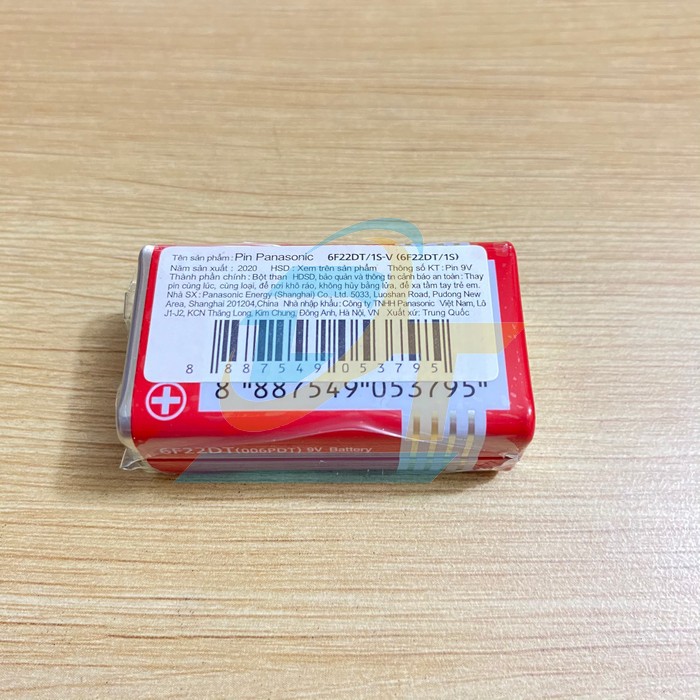 Tên sản phẩm: Pin Panasonic 6F22DT/1S-V (6F22DT/1S)
Năm sản xuất : 2020 HSD : Xem trên sản phẩm Thông số KT : Pin 9V
Thành phần chính : Bột than HDSD, bảo quản và thông tin cảnh báo an toàn : Thay
pin cùng lúc, cùng loại, để nơi khô ráo, không hủy bằng lửa, để xa tầm tay trẻ em.
Nhà SX : Panasonic Energy (Shanghai) Co., Ltd. 5033, Luoshan Road, Pudong New
Area, Shanghai 201204,China Nhà nhập khẩu: Công ty TNHH Panasonic Việt Nam, Lô
J1-J2, KCN Thăng Long, Kim Chung, Đông Anh, Hà Nội, VN Xuất xứ: Trung Quốc
8 887549 053795
8 "887549"053795"
6F22DT(006PDT) 9V Battery